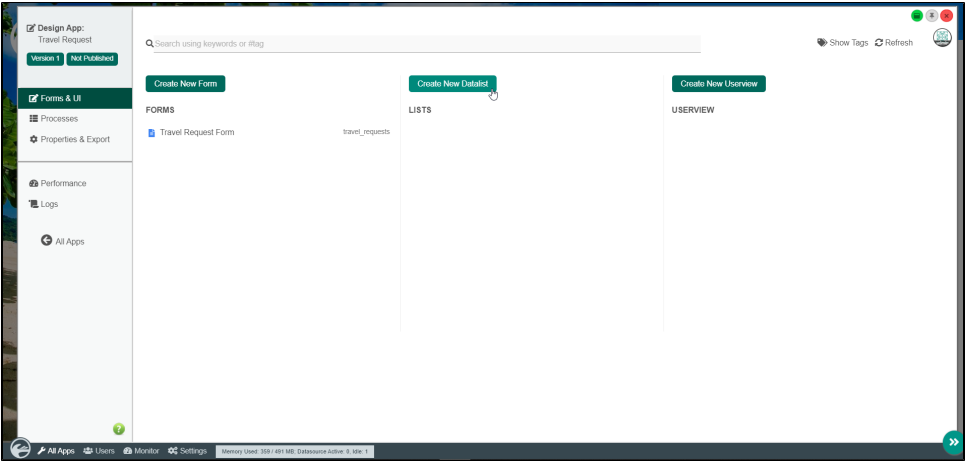 Design App:
Travel Request
Version 1 Not Published
Forms & UI
Processes
Properties & Export
Performance
Logs
All Apps
Search using keywords or #tag
Show Tags Refresh
Create New Form
FORMS
Travel Request Form travel_requests
Create New Datalist
LISTS
Create New Userview
USERVIEW
All Apps Users Monitor Settings Memory Used: 359 / 491 MB; Datasource Active: 0, Idle: 1